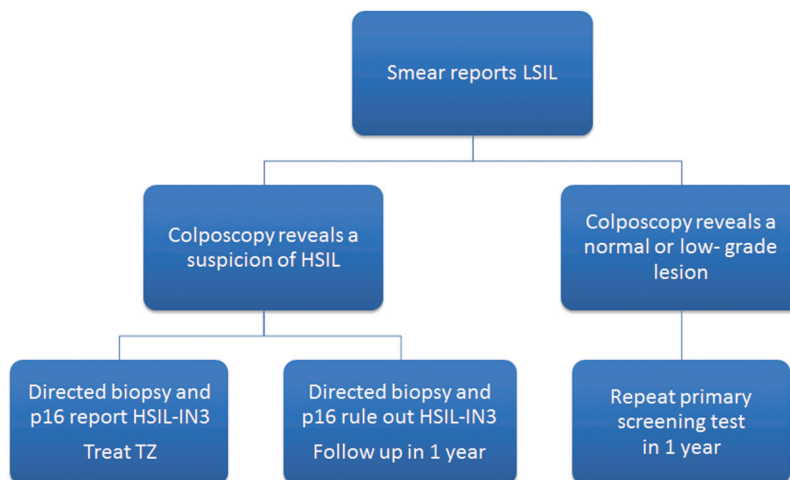 Smear reports LSIL
Colposcopy reveals a
suspicion of HSIL
Colposcopy reveals a
normal or low- grade
lesion
Directed biopsy and
p16 report HSIL-IN3
Treat TZ
Directed biopsy and
p16 rule out HSIL-IN3
Follow up in 1 year
Repeat primary
screening test
in 1 year